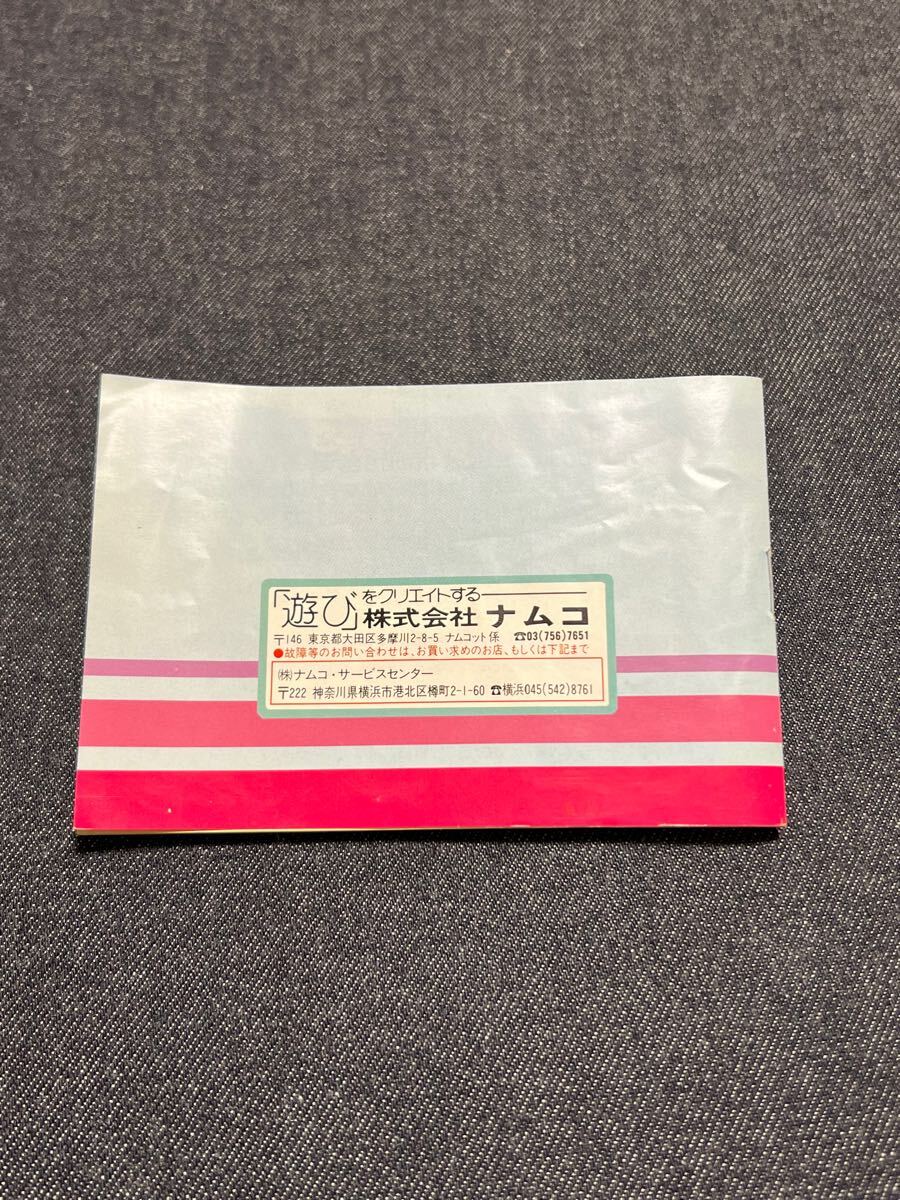 「遊び」をクリエイトする——
株式会社 ナムコ
〒146 東京都大田区多摩川2-8-5 ナムコット係 ☎03(756)7651
●故障等のお問い合わせは、お買い求めのお店、もしくは下記まで
㈱ナムコ・サービスセンター
〒222 神奈川県横浜市港北区樽町2-1-60 ☎横浜045(542)8761